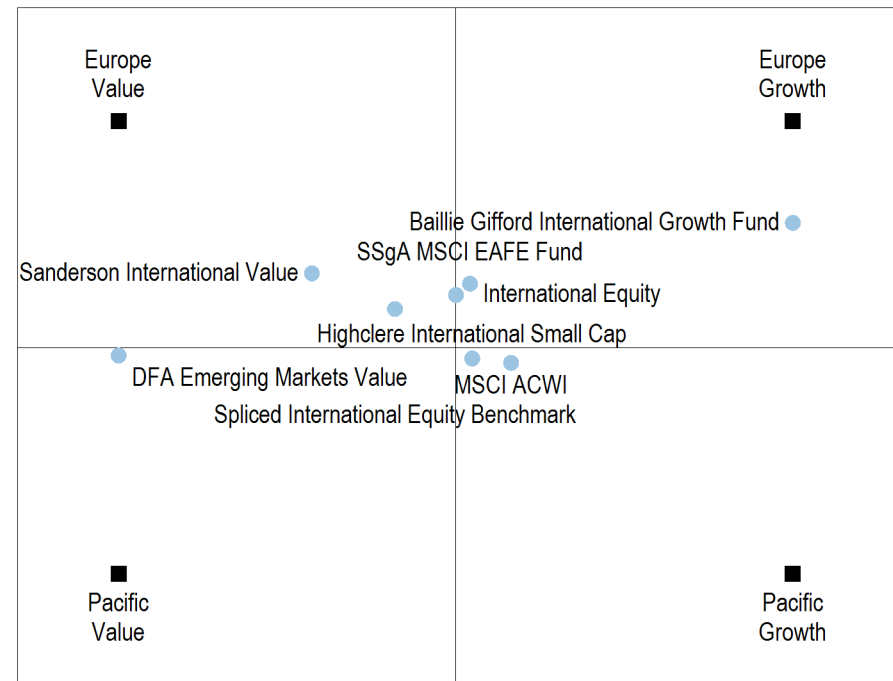 Europe
Value
Europe
Growth
Baillie Gifford International Growth Fund
SSgA MSCI EAFE Fund
Sanderson International Value
International Equity
Highclere International Small Cap
DFA Emerging Markets Value
MSCI ACWI
Spliced International Equity Benchmark
Pacific
Value
Pacific
Growth